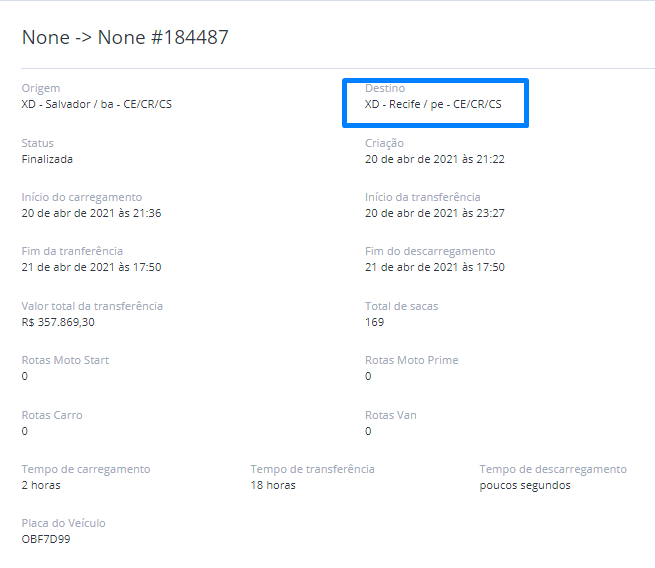 None -> None #184487
Origem
XD - Salvador / ba - CE/CR/CS
Destino
XD - Recife / pe - CE/CR/CS
Status
Finalizada
Criação
20 de abr de 2021 às 21:22
Início do carregamento
20 de abr de 2021 às 21:36
Início da transferência
20 de abr de 2021 às 23:27
Fim da tranferência
21 de abr de 2021 às 17:50
Fim do descarregamento
21 de abr de 2021 às 17:50
Valor total da transferência
R$ 357.869,30
Total de sacas
169
Rotas Moto Start
0
Rotas Moto Prime
0
Rotas Carro
0
Rotas Van
0
Tempo de carregamento
2 horas
Tempo de transferência
18 horas
Tempo de descarregamento
poucos segundos
Placa do Veículo
OBF7D99